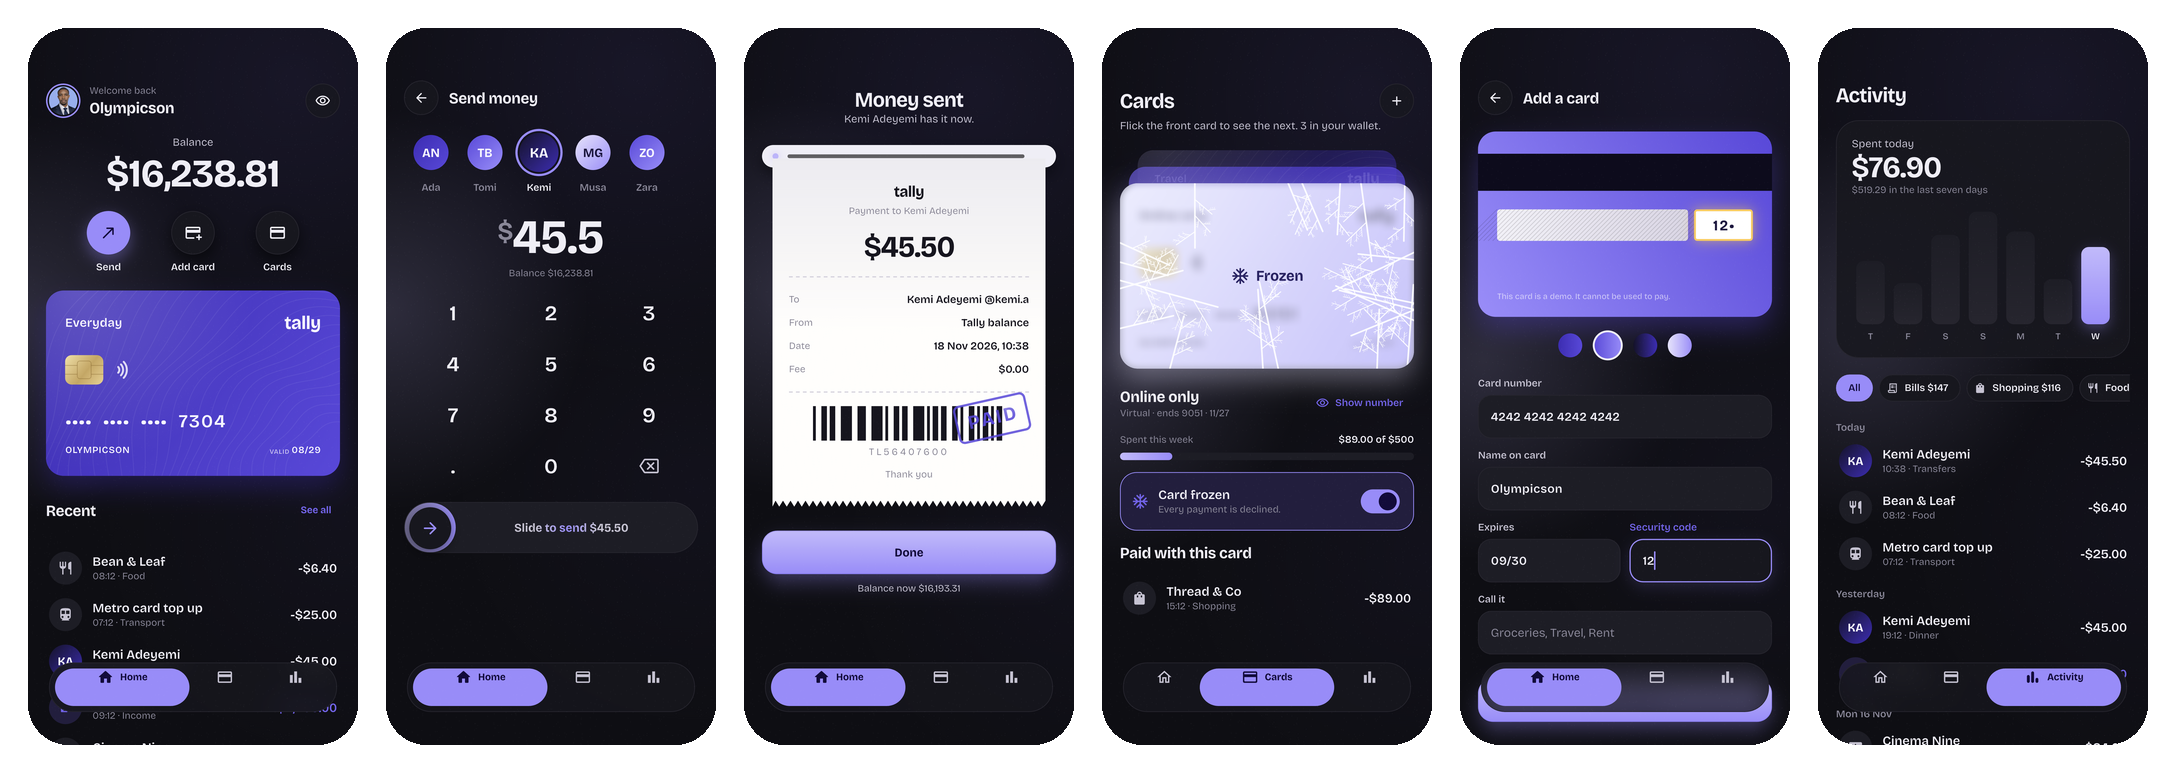 Welcome back
Olympicson
Balance
$16,238.81
Send
Add card
Cards
Everyday
tally
•••• •••• •••• 7304
OLYMPICSON
VALID 08/29
Recent
See all
Bean & Leaf
08:12 · Food
-$6.40
Metro card top up
07:12 · Transport
-$25.00
KA
Kemi Adeyemi
-$45.00
Home
09:12 · Income
Send money
AN
TB
KA
MG
ZO
Ada
Tomi
Kemi
Musa
Zara
$45.5
Balance $16,238.81
1 2 3
4 5 6
7 8 9
. 0
Slide to send $45.50
Home
Money sent
Kemi Adeyemi has it now.
tally
Payment to Kemi Adeyemi
$45.50
To
Kemi Adeyemi @kemi.a
From
Tally balance
Date
18 Nov 2026, 10:38
Fee
$0.00
PAID
TL56407600
Thank you
Done
Balance now $16,193.31
Home
Cards
Flick the front card to see the next. 3 in your wallet.
Travel
tally
Frozen
Online only
Virtual · ends 9051 · 11/27
Show number
Spent this week
$89.00 of $500
Card frozen
Every payment is declined.
Paid with this card
Thread & Co
15:12 · Shopping
-$89.00
Cards
Add a card
12•
This card is a demo. It cannot be used to pay.
Card number
4242 4242 4242 4242
Name on card
Olympicson
Expires
Security code
09/30
12
Call it
Groceries, Travel, Rent
Home
Activity
Spent today
$76.90
$519.29 in the last seven days
T F S S M T W
All
Bills $147
Shopping $116
Food
Today
KA
Kemi Adeyemi
10:38 · Transfers
-$45.50
Bean & Leaf
08:12 · Food
-$6.40
Metro card top up
07:12 · Transport
-$25.00
Yesterday
KA
Kemi Adeyemi
19:12 · Dinner
-$45.00
Activity
Mon 16 Nov
Cinema Nine